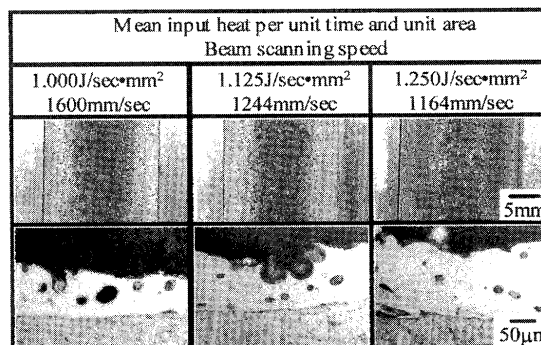 Mean input heat per unit time and unit area
Beam scanning speed
1.000J/sec•mm²
1600mm/sec
1.125J/sec•mm²
1244mm/sec
1.250J/sec•mm²
1164mm/sec
5mm
50μm